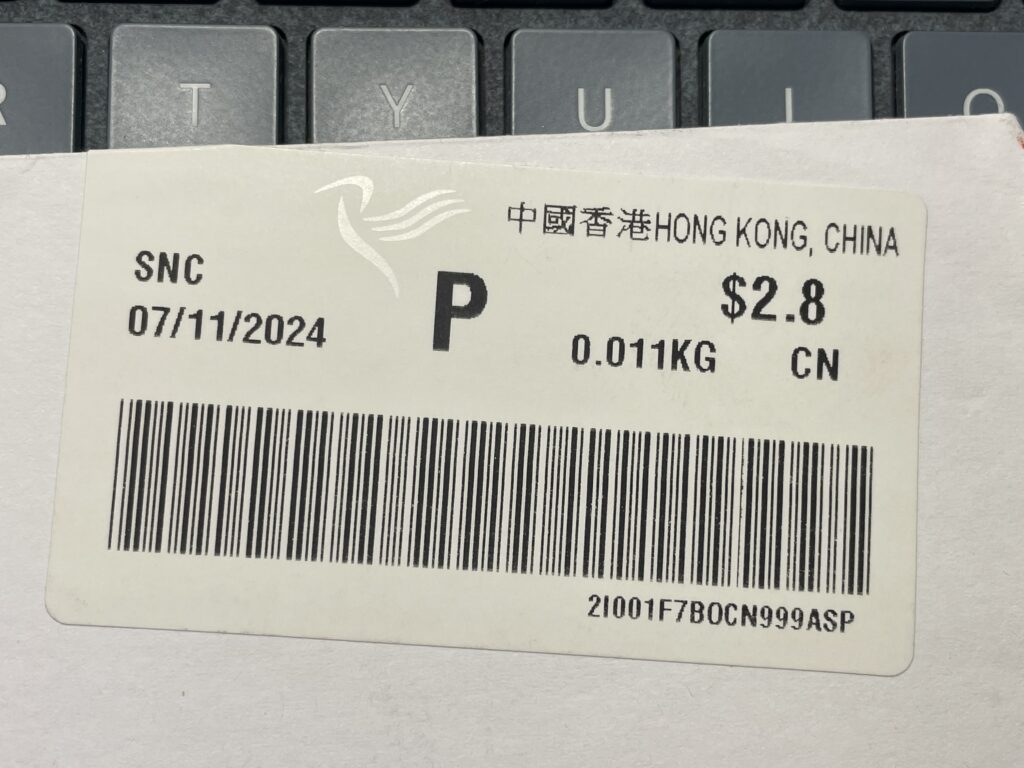 R T Y U I O
中國香港HONG KONG, CHINA
SNC
P
$2.8
07/11/2024
0.011KG CN
2I001F7BOCN999ASP